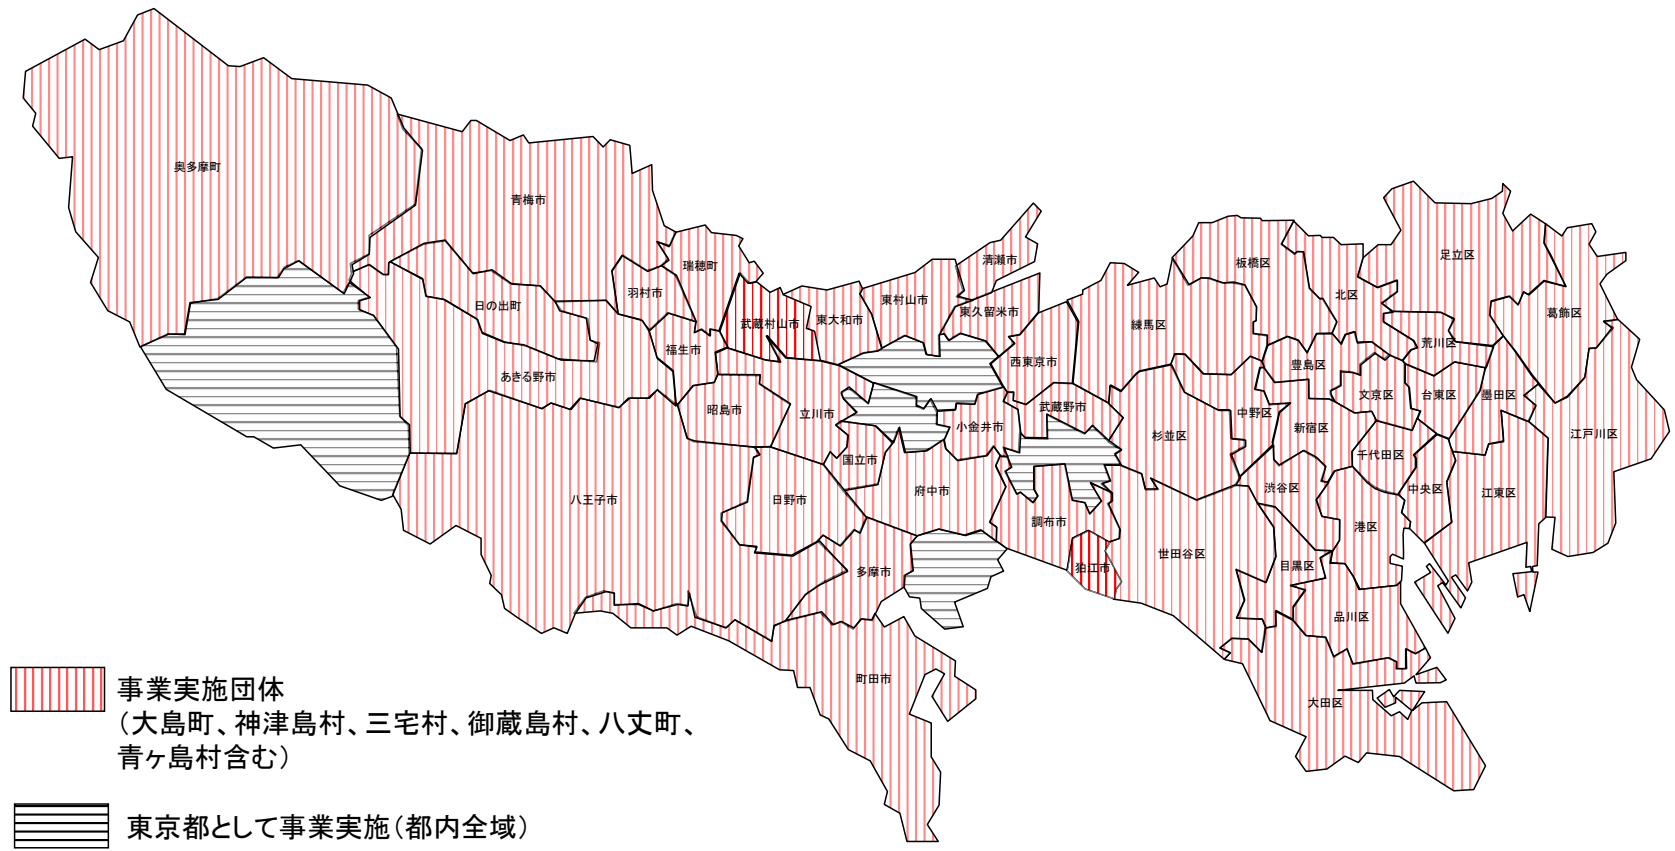 奥多摩町
青梅市
瑞穂町
羽村市
日の出町
福生市
あきる野市
武蔵村山市
東大和市
東村山市
清瀬市
東久留米市
西東京市
昭島市
立川市
国立市
小金井市
武蔵野市
八王子市
日野市
府中市
調布市
狛江市
多摩市
町田市
練馬区
板橋区
北区
足立区
葛飾区
荒川区
豊島区
文京区
台東区
墨田区
中野区
杉並区
新宿区
千代田区
江戸川区
渋谷区
中央区
江東区
港区
世田谷区
目黒区
品川区
大田区
事業実施団体
（大島町、神津島村、三宅村、御蔵島村、八丈町、
青ヶ島村含む）
東京都として事業実施（都内全域）